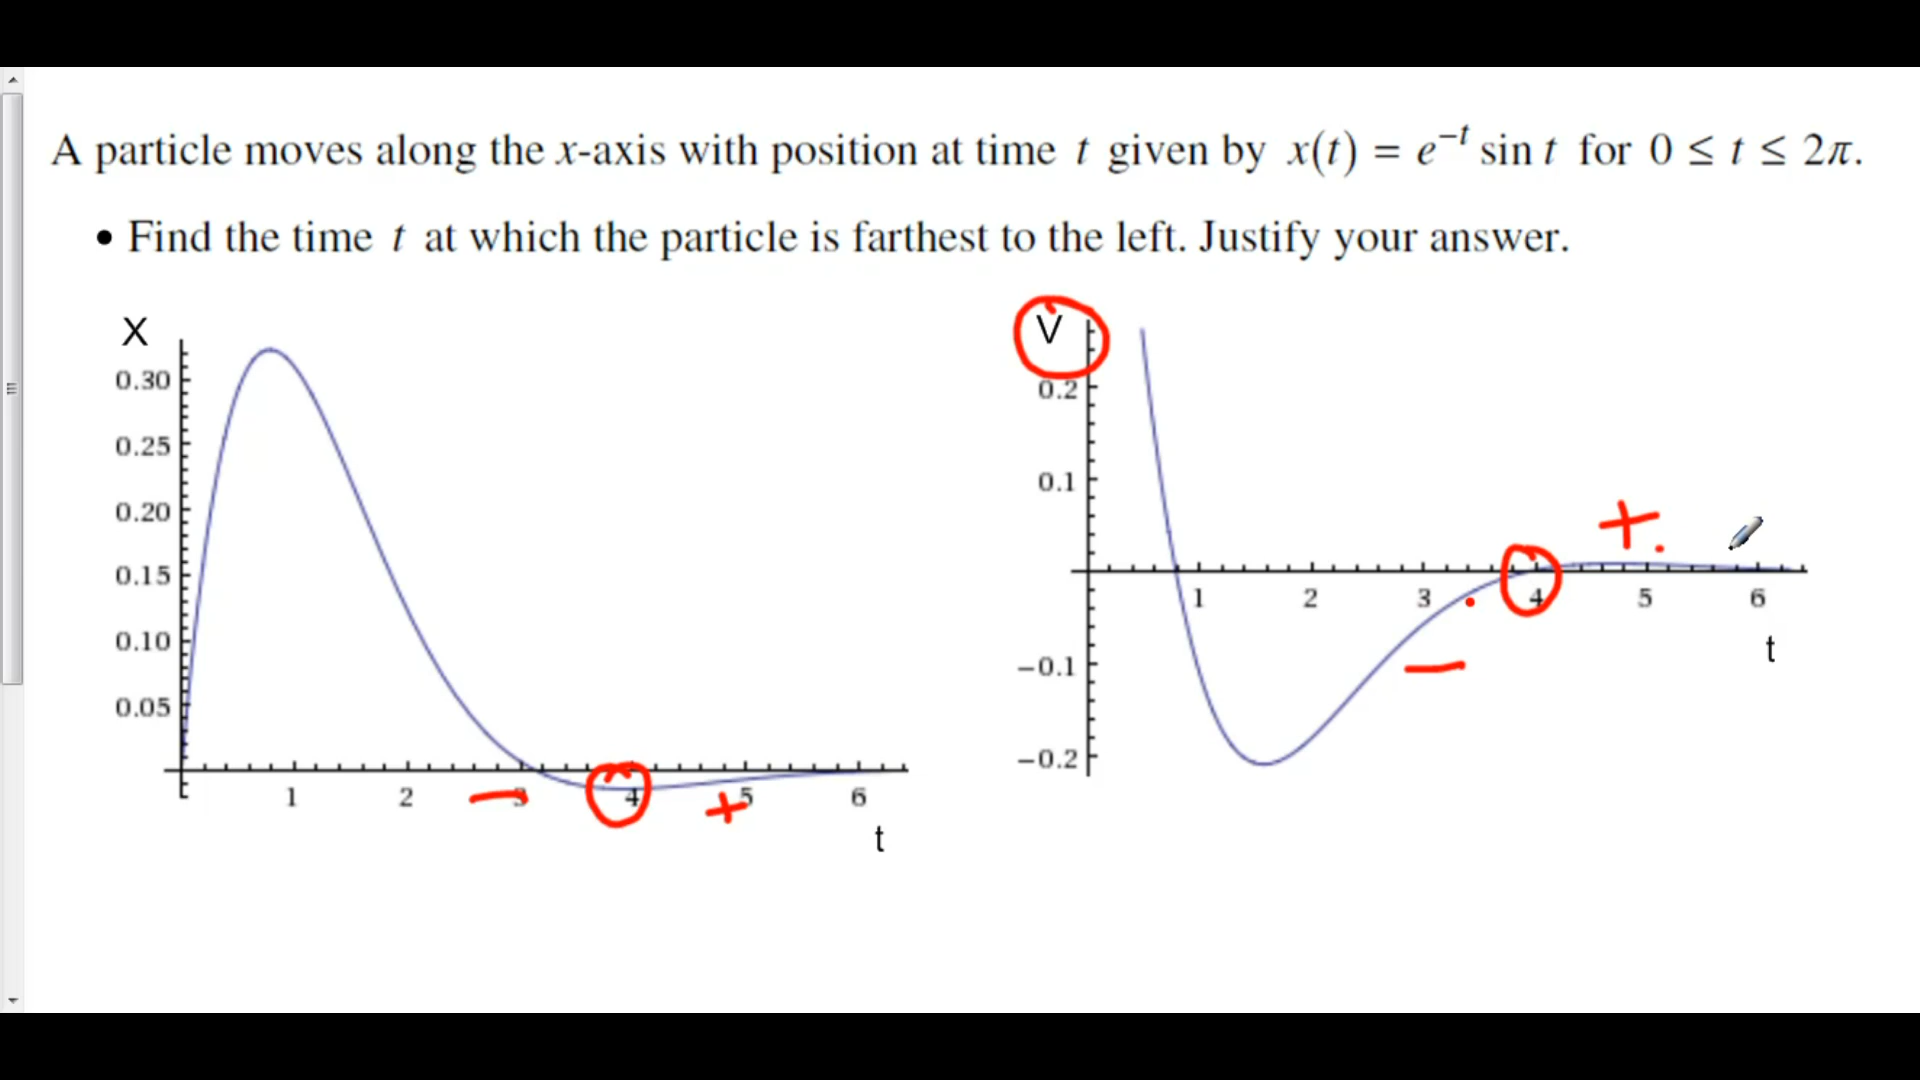 A particle moves along the x-axis with position at time t given by x(t) = e^{-t} sin t for 0 ≤ t ≤ 2π.
• Find the time t at which the particle is farthest to the left. Justify your answer.
X
0.30
0.25
0.20
0.15
0.10
0.05
1 2 3 4 5 6
− +
t
V
0.2
0.1
+
1 2 3 4 5 6
−0.1
−
−0.2
t